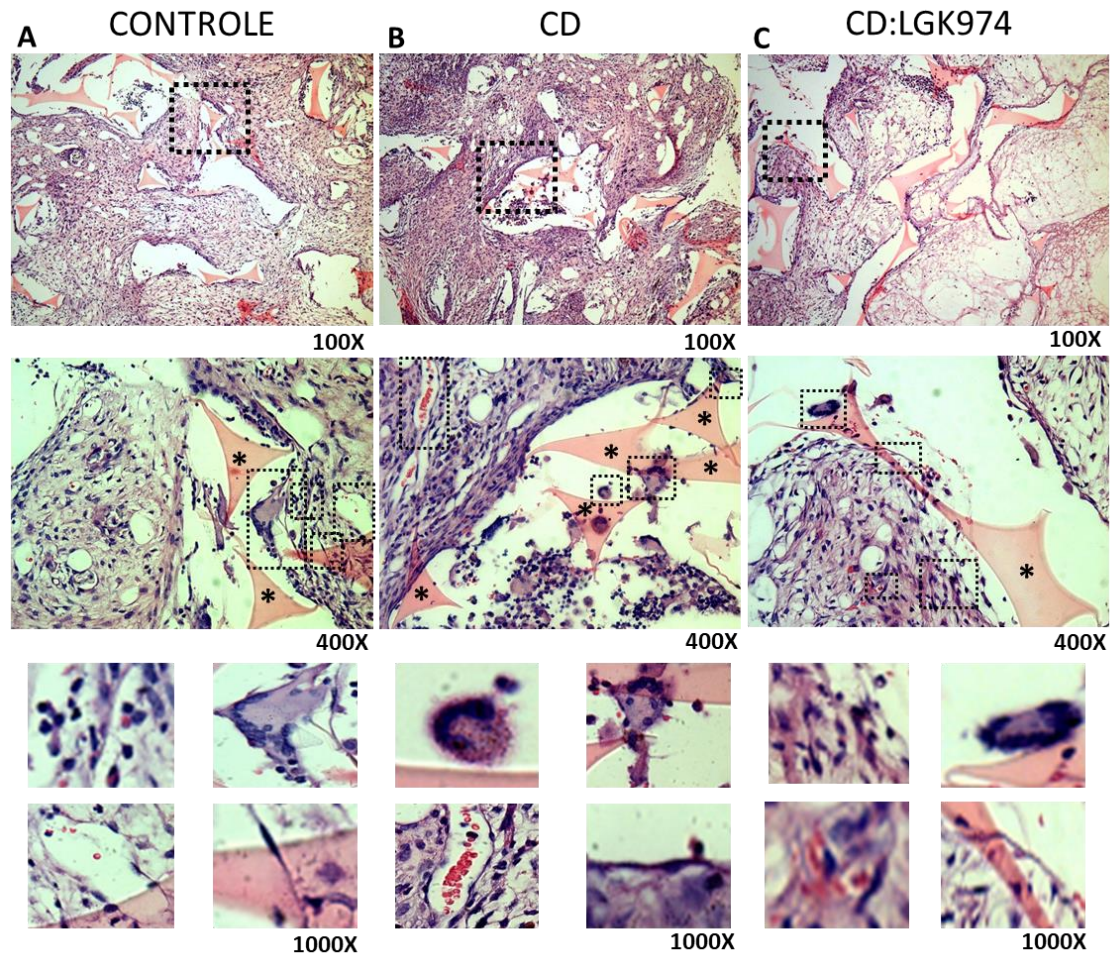 A CONTROLE
B CD
C CD:LGK974
100X 100X 100X
* * * * * * *
400X 400X 400X
1000X 1000X 1000X